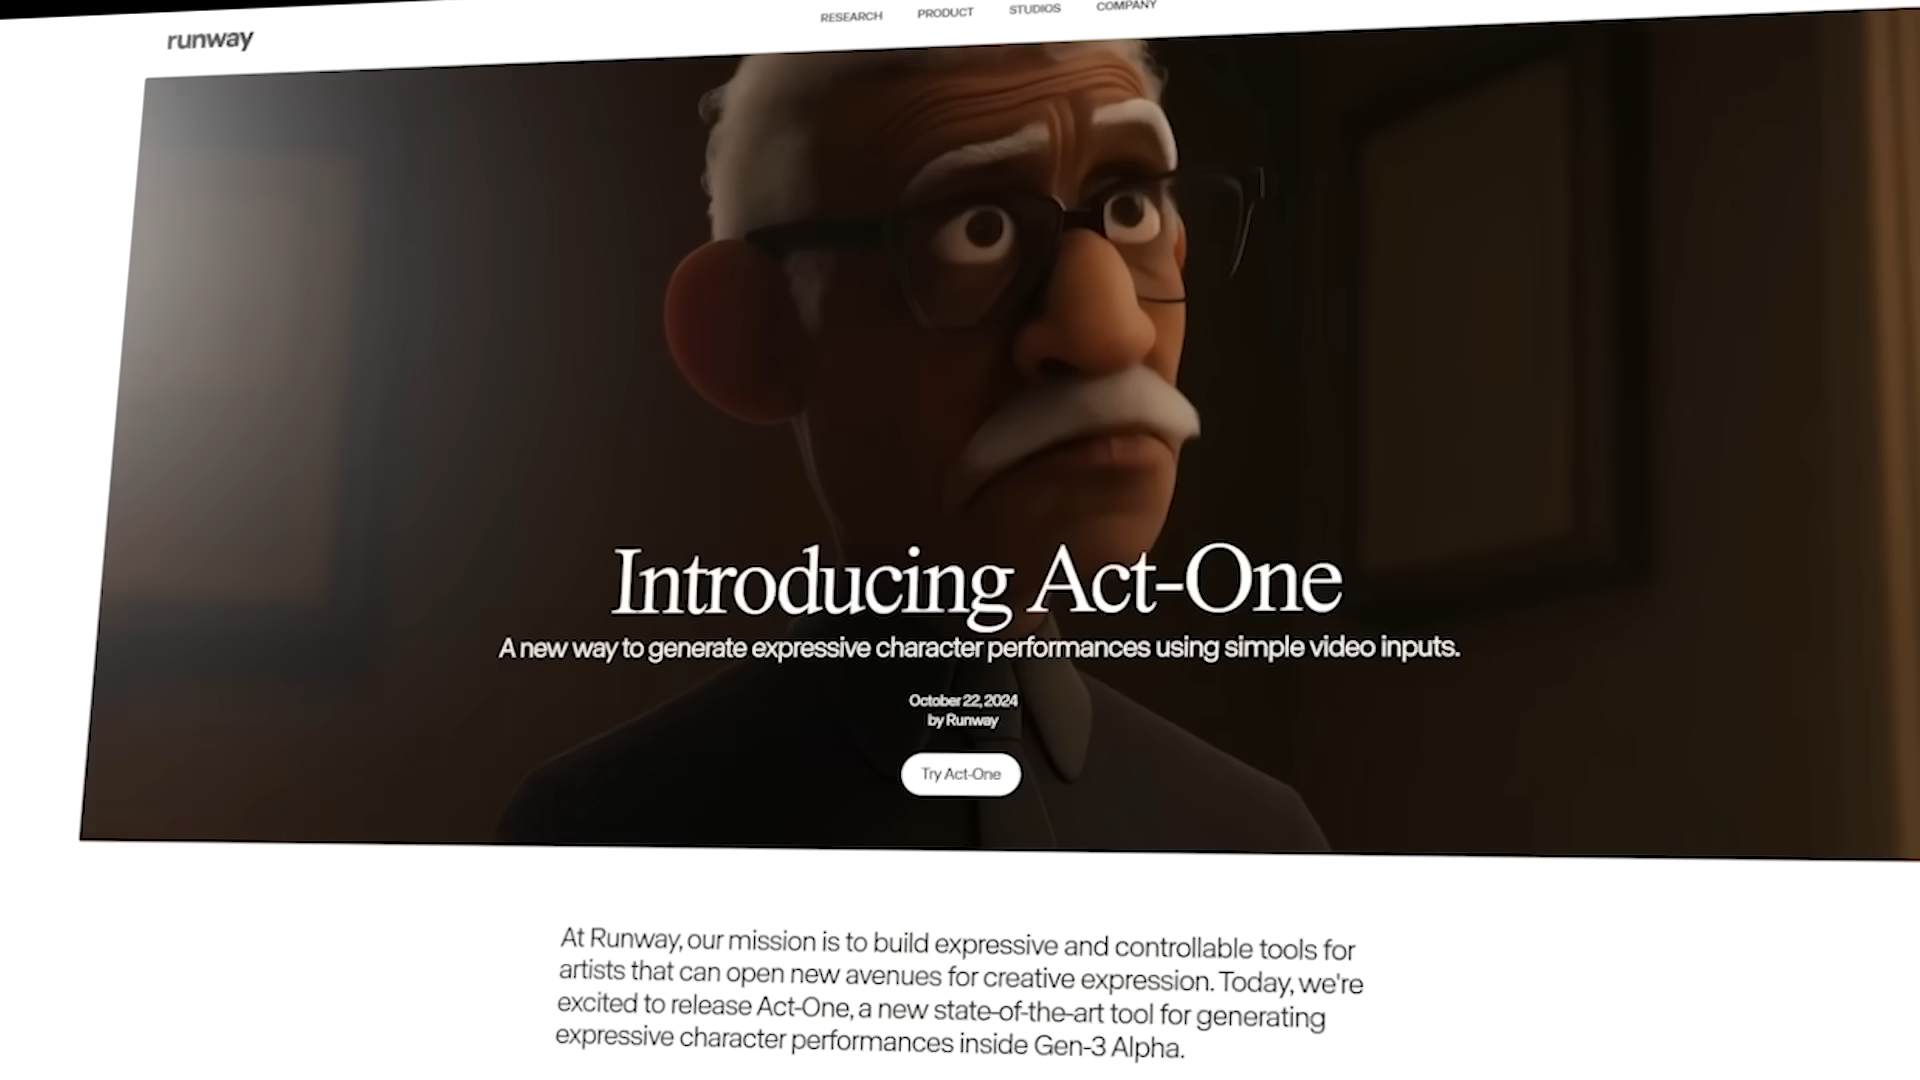 runway
RESEARCH PRODUCT STUDIOS COMPANY
Introducing Act-One
A new way to generate expressive character performances using simple video inputs.
October 22, 2024
by Runway
Try Act-One
At Runway, our mission is to build expressive and controllable tools for
artists that can open new avenues for creative expression. Today, we're
excited to release Act-One, a new state-of-the-art tool for generating
expressive character performances inside Gen-3 Alpha.